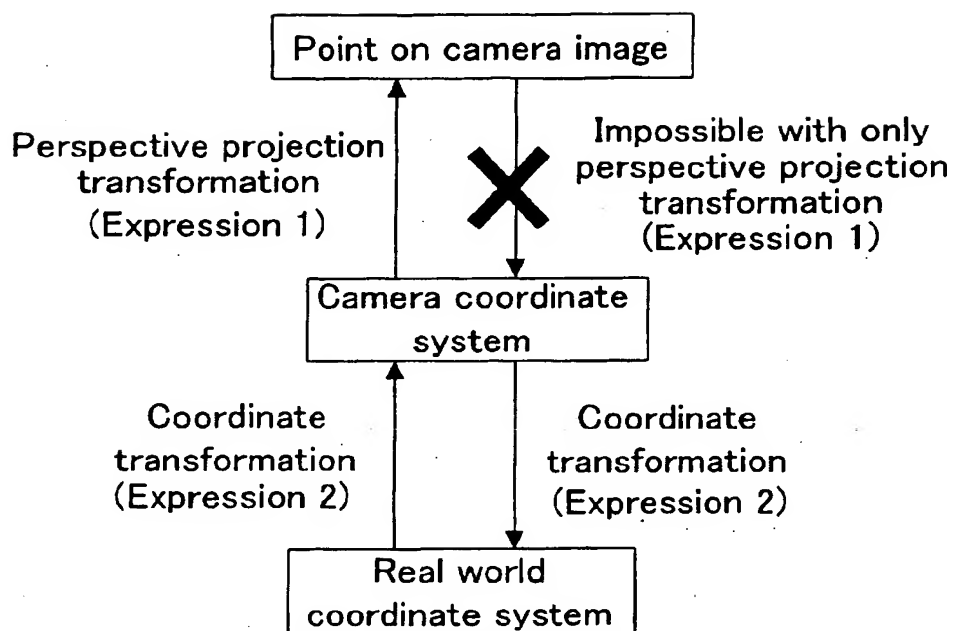 Point on camera image
Perspective projection
transformation
(Expression 1)
Impossible with only
perspective projection
transformation
(Expression 1)
Camera coordinate
system
Coordinate
transformation
(Expression 2)
Coordinate
transformation
(Expression 2)
Real world
coordinate system